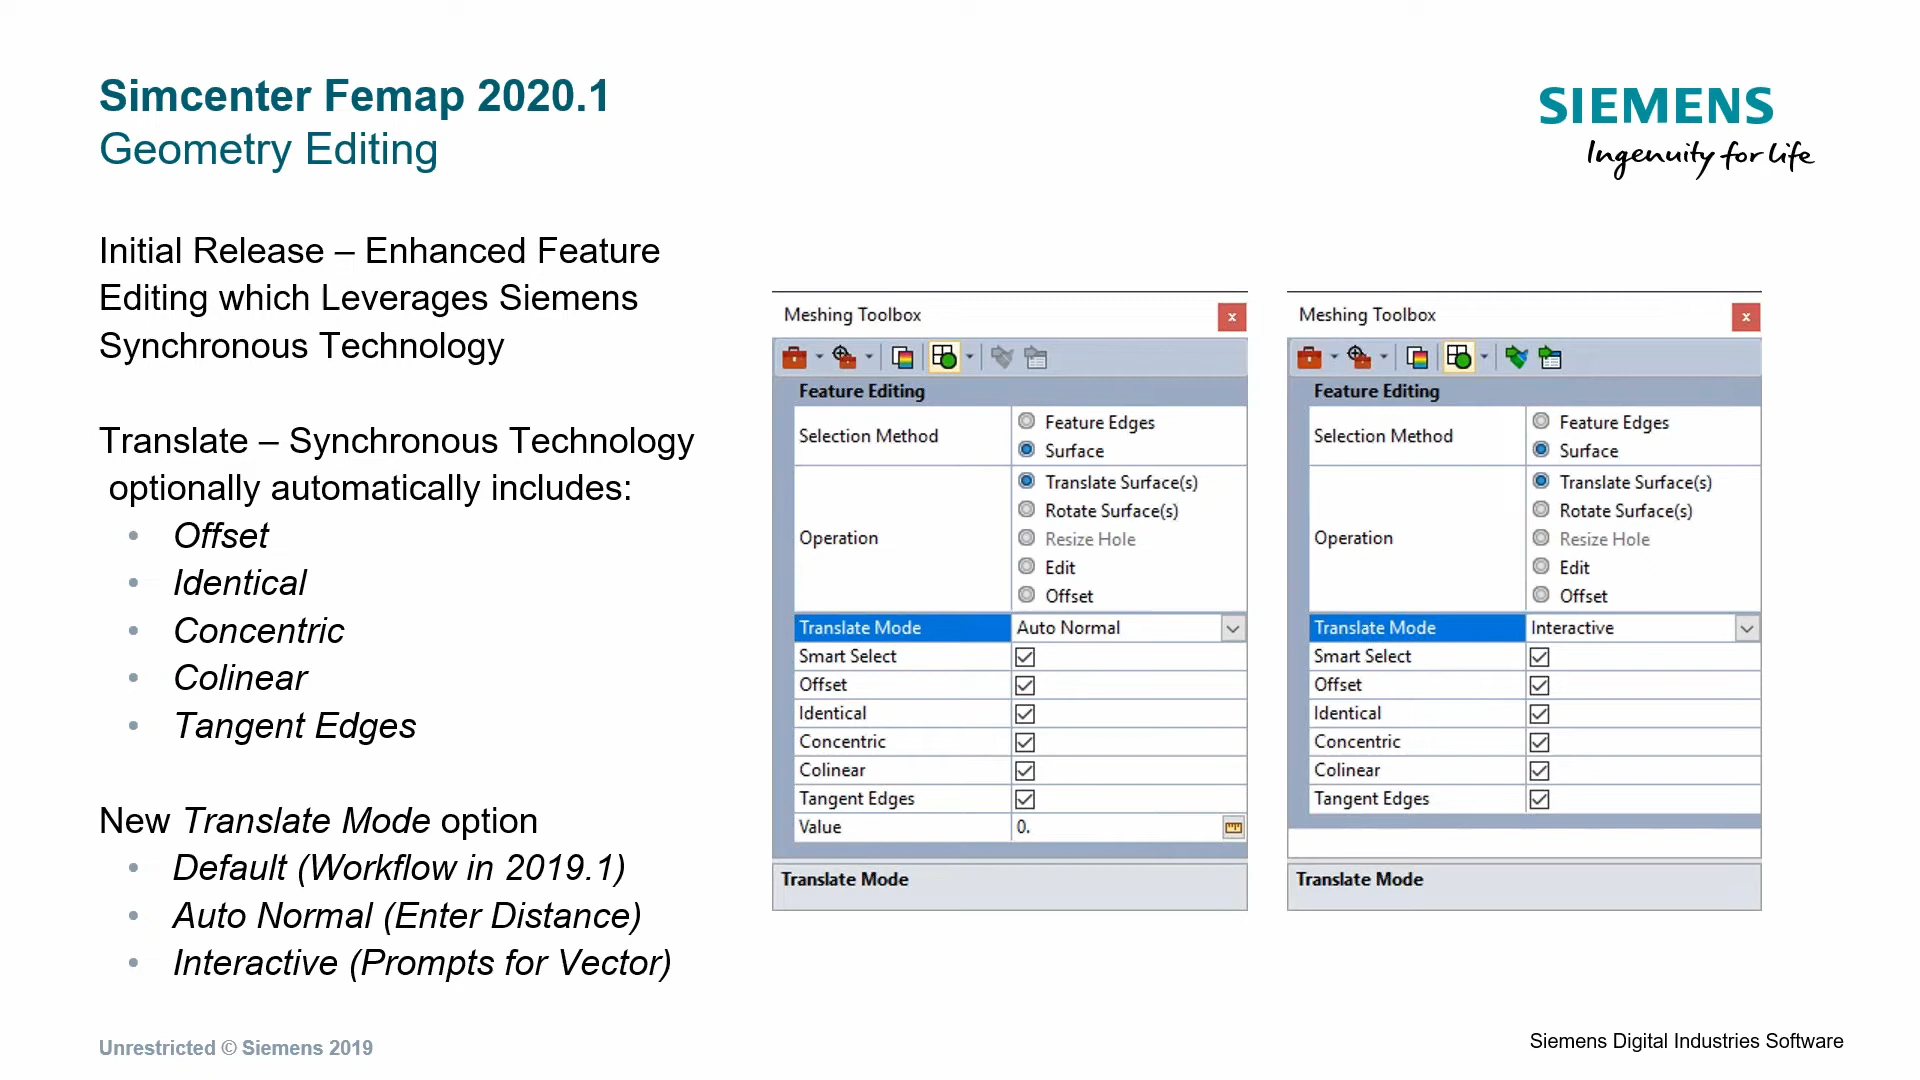 Simcenter Femap 2020.1
Geometry Editing
SIEMENS
Ingenuity for life
Initial Release – Enhanced Feature
Editing which Leverages Siemens
Synchronous Technology
Translate – Synchronous Technology
optionally automatically includes:
• Offset
• Identical
• Concentric
• Colinear
• Tangent Edges
New Translate Mode option
• Default (Workflow in 2019.1)
• Auto Normal (Enter Distance)
• Interactive (Prompts for Vector)
Meshing Toolbox
Feature Editing
Selection Method
Feature Edges
Surface
Operation
Translate Surface(s)
Rotate Surface(s)
Resize Hole
Edit
Offset
Translate Mode Auto Normal
Smart Select
Offset
Identical
Concentric
Colinear
Tangent Edges
Value 0.
Translate Mode
Meshing Toolbox
Feature Editing
Selection Method
Feature Edges
Surface
Operation
Translate Surface(s)
Rotate Surface(s)
Resize Hole
Edit
Offset
Translate Mode Interactive
Smart Select
Offset
Identical
Concentric
Colinear
Tangent Edges
Translate Mode
Unrestricted © Siemens 2019
Siemens Digital Industries Software